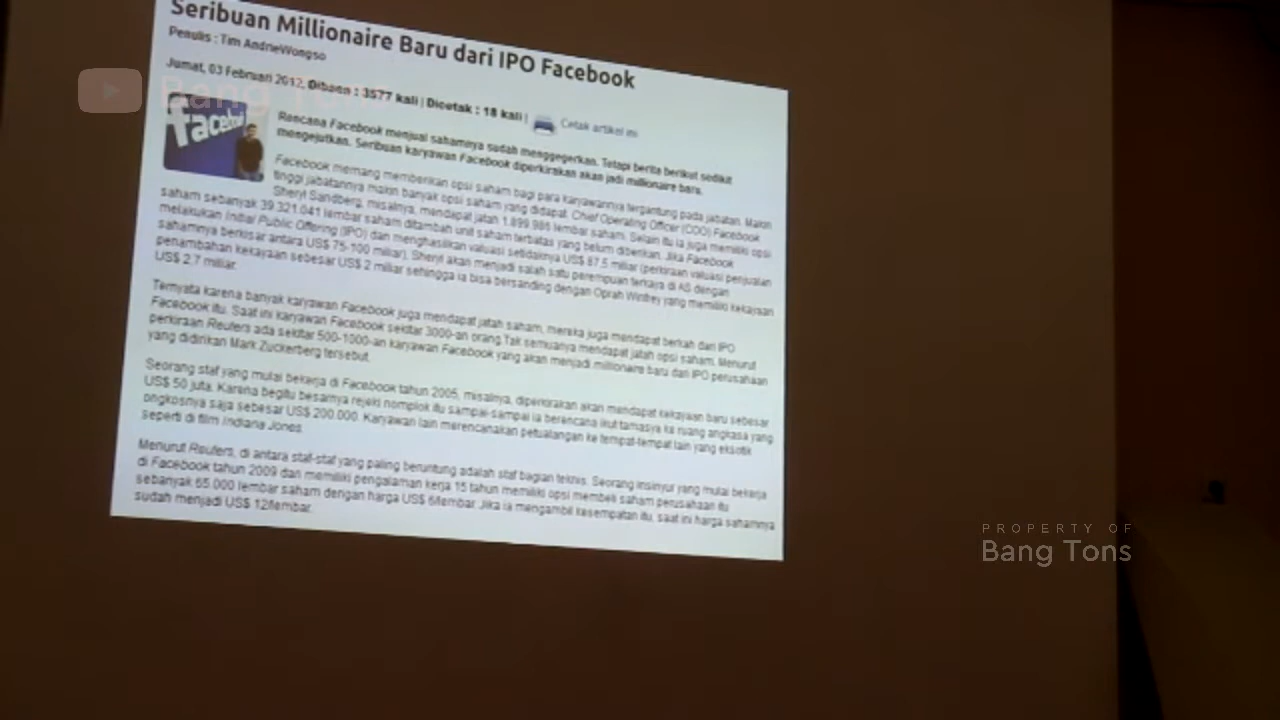 Seribuan Millionaire Baru dari IPO Facebook
Penulis : Tim AndrieWongso
Jumat, 03 Februari 2012, Dibaca : 3577 kali | Dicetak : 18 kali |
Cetak artikel ini
facebo
Rencana Facebook menjual sahamnya sudah menggegerkan. Tetapi berita berikut sedikit
mengejutkan. Seribuan karyawan Facebook diperkirakan akan jadi millionaire baru.
Facebook memang memberikan opsi saham bagi para karyawannya tergantung pada jabatan. Makin
tinggi jabatannya makin banyak opsi saham yang didapat. Chief Operating Officer (COO) Facebook
Sheryl Sandberg, misalnya, mendapat jatah 1.899.986 lembar saham. Selain itu ia juga memiliki opsi
saham sebanyak 39.321.041 lembar saham ditambah unit saham terbatas yang belum diberikan. Jika Facebook
melakukan Initial Public Offering (IPO) dan menghasilkan valuasi setidaknya US$ 87,5 miliar (perkiraan valuasi penjualan
sahamnya berkisar antara US$ 75-100 miliar), Sheryl akan menjadi salah satu perempuan terkaya di AS dengan
penambahan kekayaan sebesar US$ 2 miliar sehingga ia bisa bersanding dengan Oprah Winfrey yang memiliki kekayaan
US$ 2,7 miliar.
Ternyata karena banyak karyawan Facebook juga mendapat jatah saham, mereka juga mendapat berkah dari IPO
Facebook itu. Saat ini karyawan Facebook sekitar 3000-an orang.Tak semuanya mendapat jatah opsi saham. Menurut
perkiraan Reuters ada sekitar 500-1000-an karyawan Facebook yang akan menjadi millionaire baru dari IPO perusahaan
yang didirikan Mark Zuckerberg tersebut.
Seorang staf yang mulai bekerja di Facebook tahun 2005, misalnya, diperkirakan akan mendapat kekayaan baru sebesar
US$ 50 juta. Karena begitu besarnya rejeki nomplok itu sampai-sampai ia berencana ikut tamasya ke ruang angkasa yang
ongkosnya saja sebesar US$ 200.000. Karyawan lain merencanakan petualangan ke tempat-tempat lain yang eksotik
seperti di film Indiana Jones.
Menurut Reuters, di antara staf-staf yang paling beruntung adalah staf bagian teknis. Seorang insinyur yang mulai bekerja
di Facebook tahun 2009 dan memiliki pengalaman kerja 15 tahun memiliki opsi membeli saham perusahaan itu
sebanyak 65.000 lembar saham dengan harga US$ 6/lembar. Jika ia mengambil kesempatan itu, saat ini harga sahamnya
sudah menjadi US$ 12/lembar.
PROPERTY OF
Bang Tons